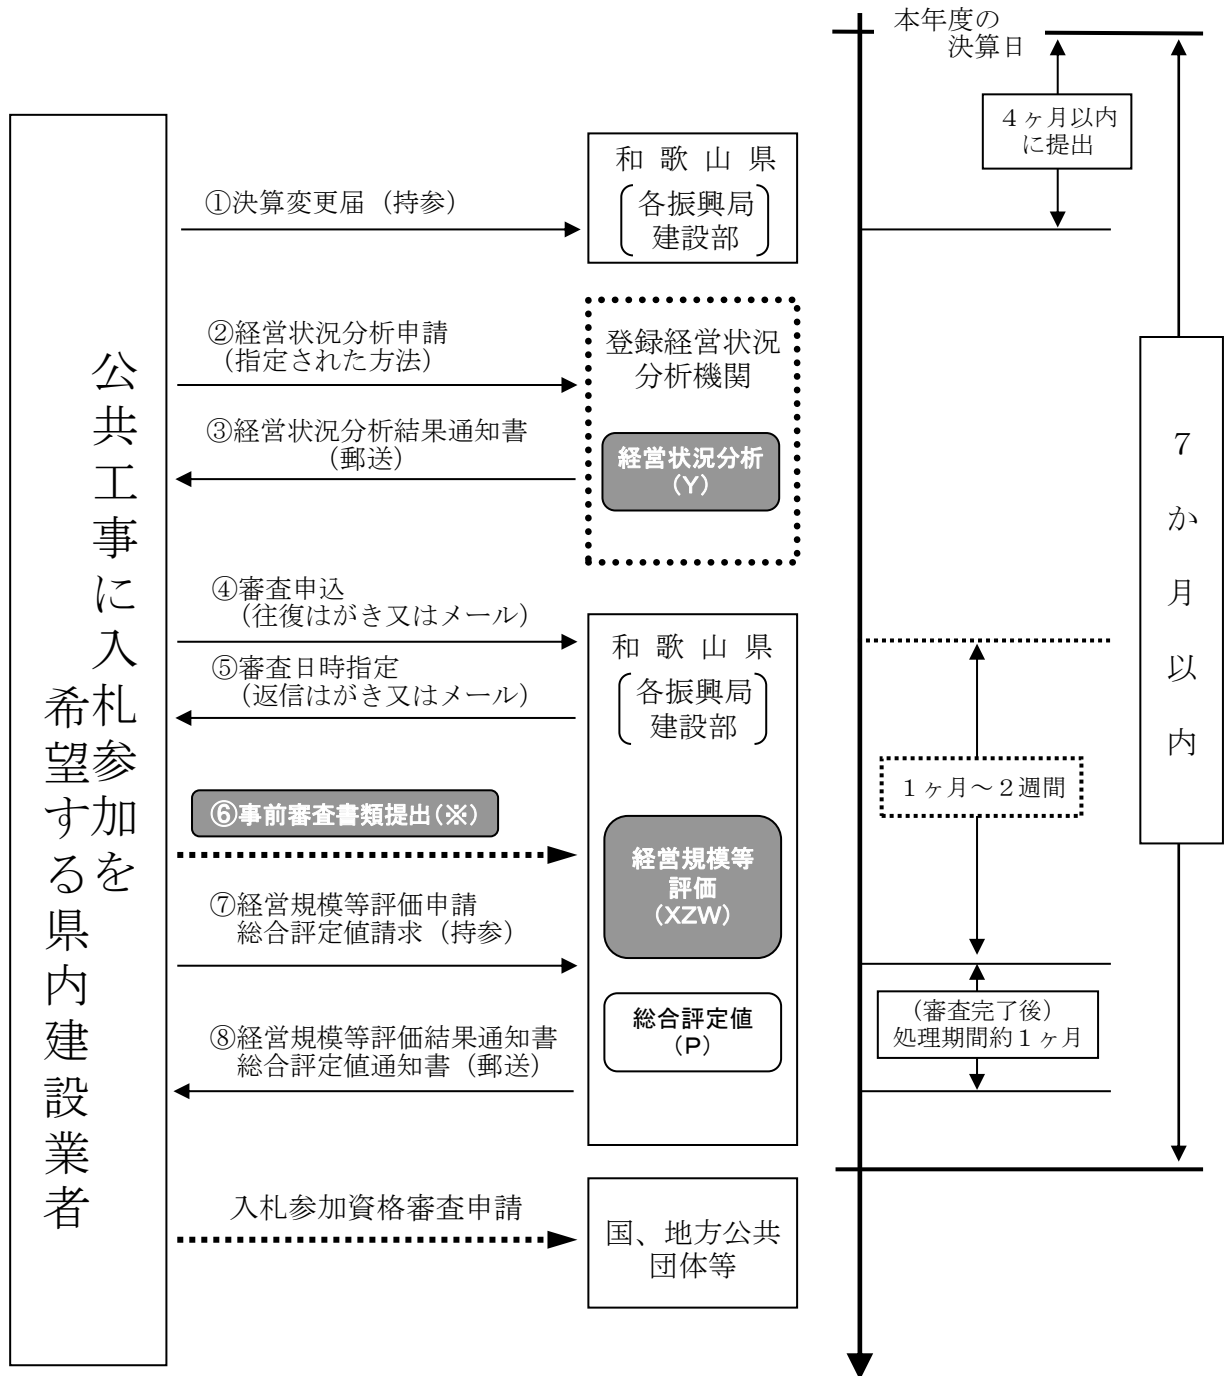 本年度の
決算日
４ヶ月以内
に提出
和歌山県
各振興局
建設部
①決算変更届（持参）
②経営状況分析申請
（指定された方法）
登録経営状況
分析機関
③経営状況分析結果通知書
（郵送）
経営状況分析
（Y）
公共工事に入札参加を
希望する県内建設業者
７か月以内
④審査申込
（往復はがき又はメール）
和歌山県
各振興局
建設部
⑤審査日時指定
（返信はがき又はメール）
１ヶ月～２週間
⑥事前審査書類提出（※）
経営規模等
評価
（XZW）
⑦経営規模等評価申請
総合評定値請求（持参）
総合評定値
（P）
（審査完了後）
処理期間約１ヶ月
⑧経営規模等評価結果通知書
総合評定値通知書（郵送）
入札参加資格審査申請
国、地方公共
団体等